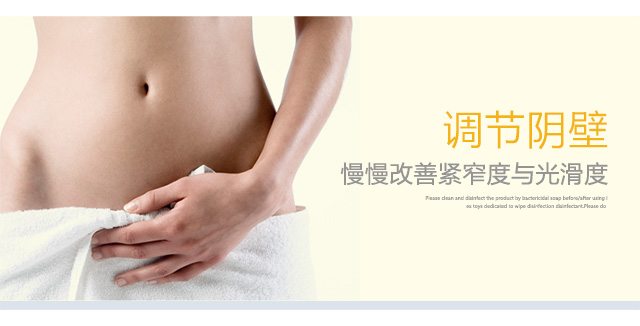 调节阴壁
慢慢改善紧窄度与光滑度
Please clean and disinfect the product by bactericidal soap before/after using i
ex toys dedicated to wipe disinfection disinfectant.Please do